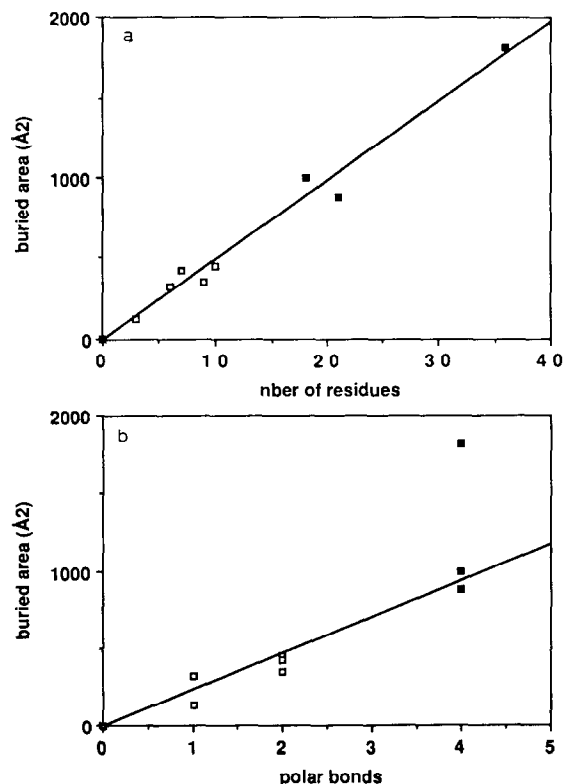 a
2000
1000
0
buried area (Å2)
0
1 0
2 0
3 0
4 0
nber of residues
b
2000
1000
0
buried area (Å2)
0
1
2
3
4
5
polar bonds